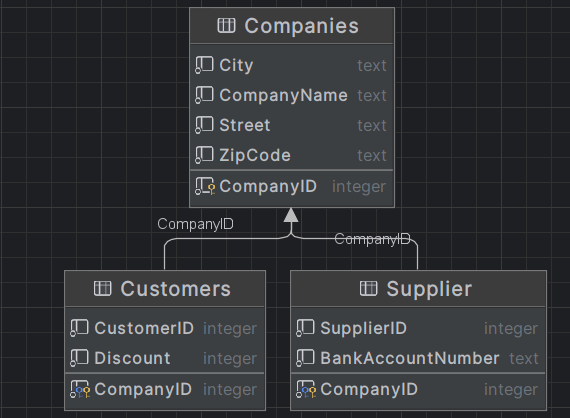 Companies
City text
CompanyName text
Street text
ZipCode text
CompanyID integer
CompanyID
CompanyID
Customers
CustomerID integer
Discount integer
CompanyID integer
Supplier
SupplierID integer
BankAccountNumber text
CompanyID integer